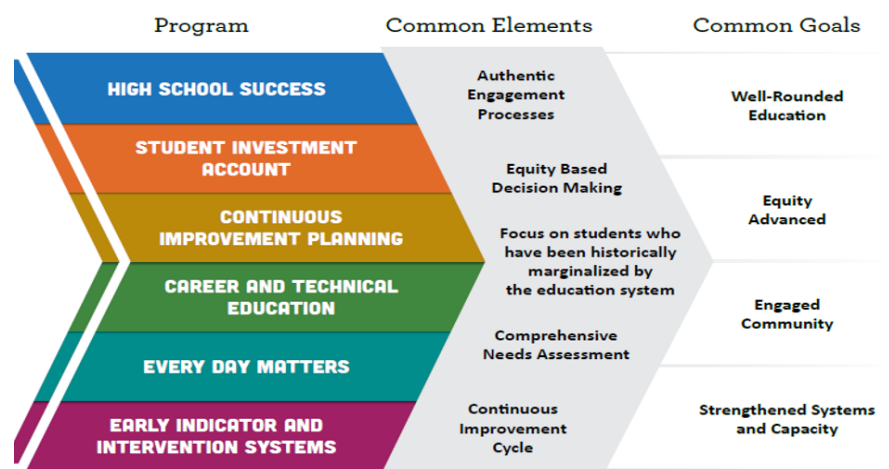 Program
Common Elements
Common Goals
HIGH SCHOOL SUCCESS
STUDENT INVESTMENT
ACCOUNT
CONTINUOUS
IMPROVEMENT PLANNING
CAREER AND TECHNICAL
EDUCATION
EVERY DAY MATTERS
EARLY INDICATOR AND
INTERVENTION SYSTEMS
Authentic
Engagement
Processes
Equity Based
Decision Making
Focus on students who
have been historically
marginalized by
the education system
Comprehensive
Needs Assessment
Continuous
Improvement
Cycle
Well-Rounded
Education
Equity
Advanced
Engaged
Community
Strengthened Systems
and Capacity